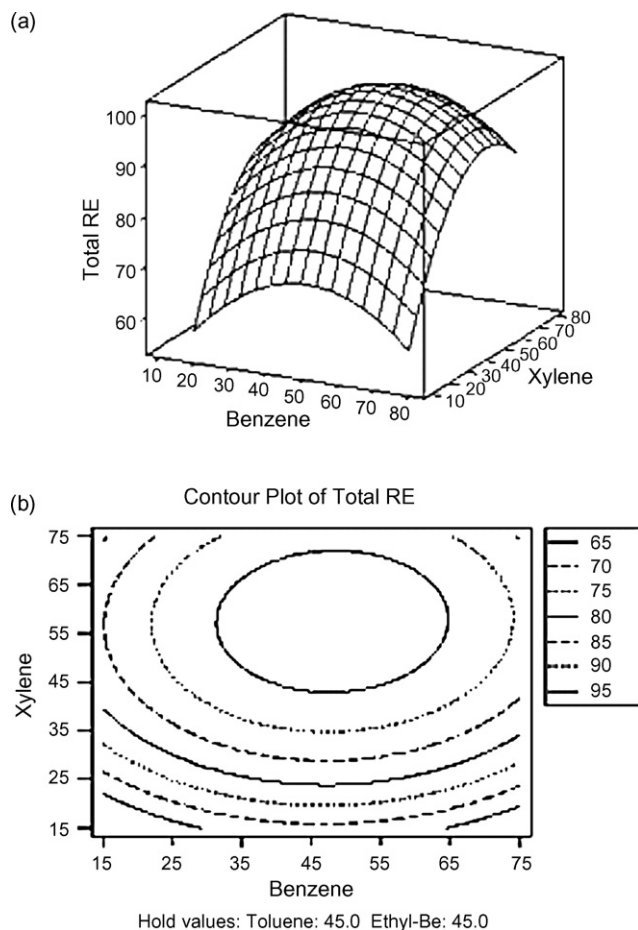 (a)
100
90
80
70
60
Total RE
10 20 30 40 50 60 70 80
Benzene
10 20 30 40 50 60 70 80
Xylene
(b)
Contour Plot of Total RE
75
65
55
45
35
25
15
Xylene
15 25 35 45 55 65 75
Benzene
65
70
75
80
85
90
95
Hold values: Toluene: 45.0 Ethyl-Be: 45.0